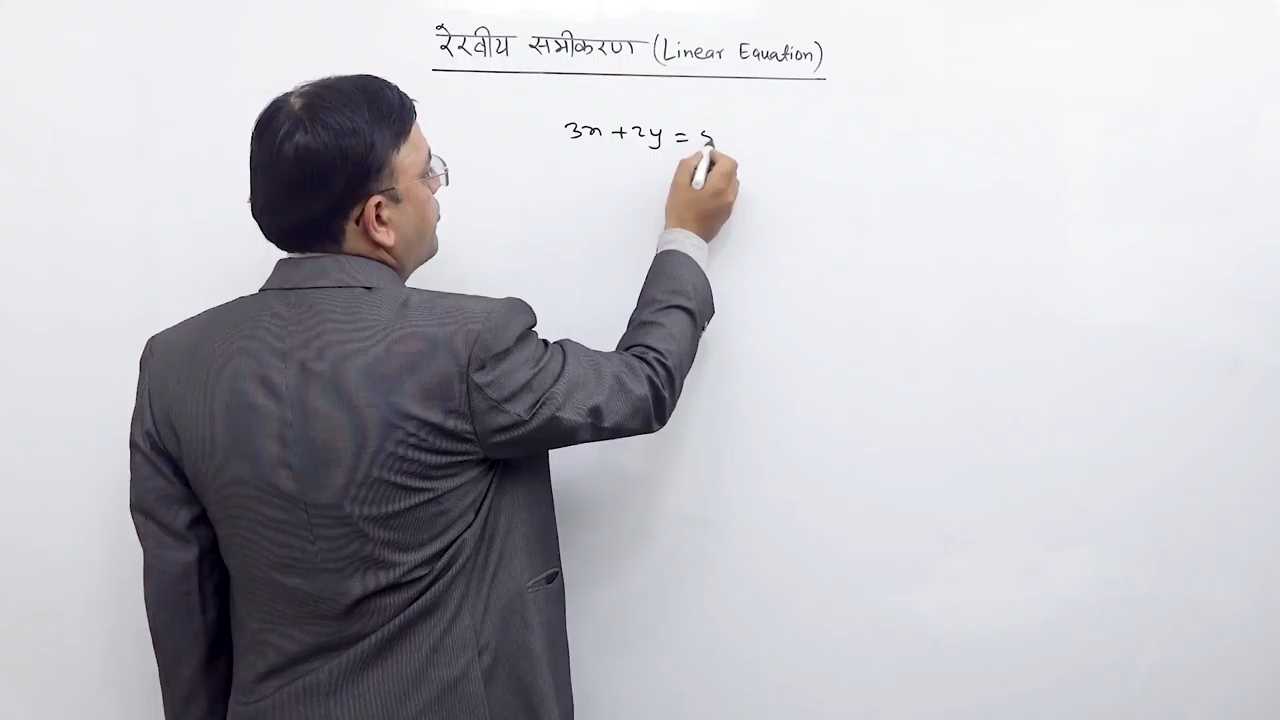 रेखीय समीकरण (Linear Equation)
3x + 2y =